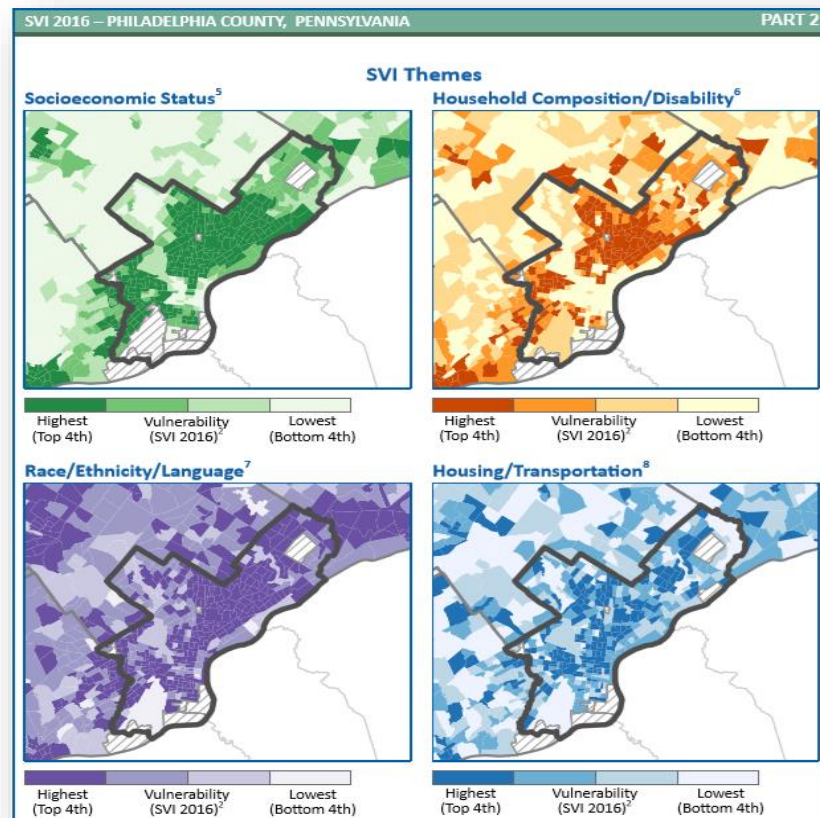 SVI 2016 – PHILADELPHIA COUNTY, PENNSYLVANIA PART 2
SVI Themes
Socioeconomic Status5
Household Composition/Disability6
Highest (Top 4th)
Vulnerability (SVI 2016)2
Lowest (Bottom 4th)
Highest (Top 4th)
Vulnerability (SVI 2016)2
Lowest (Bottom 4th)
Race/Ethnicity/Language7
Housing/Transportation8
Highest (Top 4th)
Vulnerability (SVI 2016)2
Lowest (Bottom 4th)
Highest (Top 4th)
Vulnerability (SVI 2016)2
Lowest (Bottom 4th)